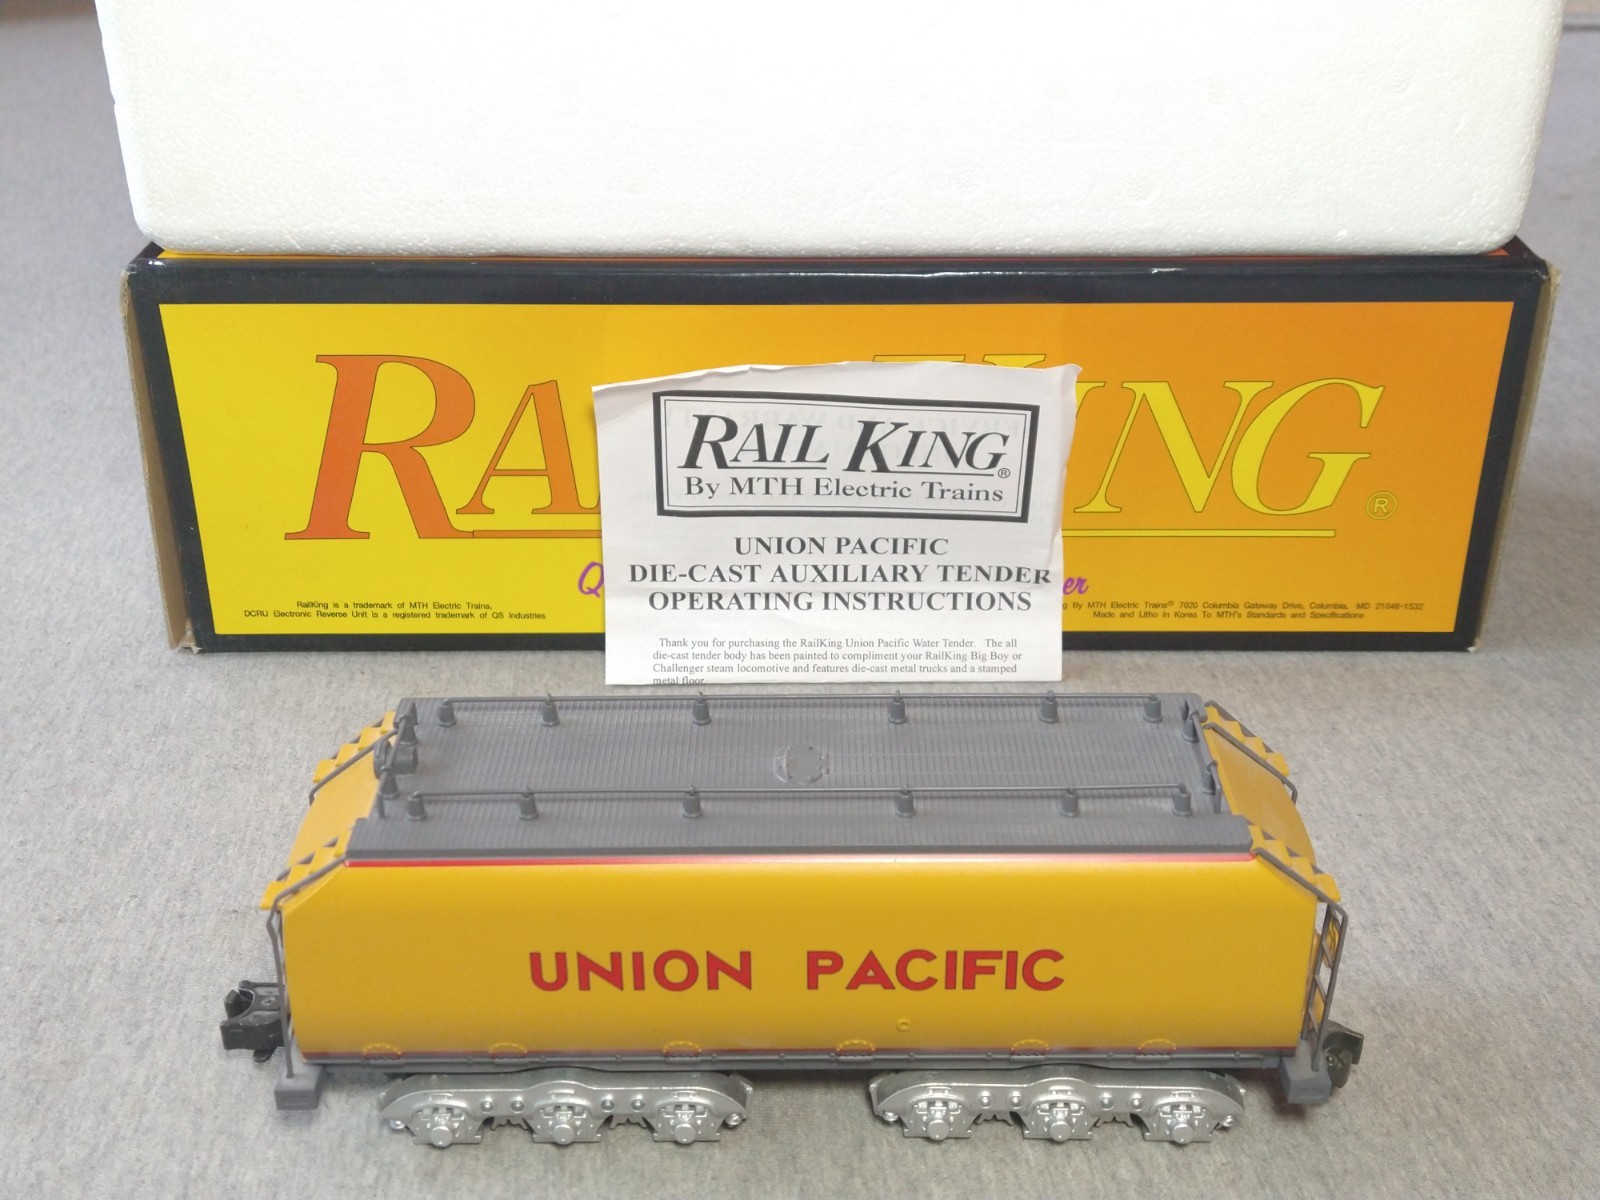 RA KING®
Q er
RailKing is a trademark of MTH Electric Trains,
DCRU Electronic Reverse Unit is a registered trademark of QS Industries
g By MTH Electric Trains® 7020 Columbia Gateway Drive, Columbia, MD 21046-1532
Made and Litho In Korea To MTH's Standards and Specifications
RAIL KING®
By MTH Electric Trains
UNION PACIFIC
DIE-CAST AUXILIARY TENDER
OPERATING INSTRUCTIONS
Thank you for purchasing the RailKing Union Pacific Water Tender. The all
die-cast tender body has been painted to compliment your RailKing Big Boy or
Challenger steam locomotive and features die-cast metal trucks and a stamped
metal floor.
UNION PACIFIC